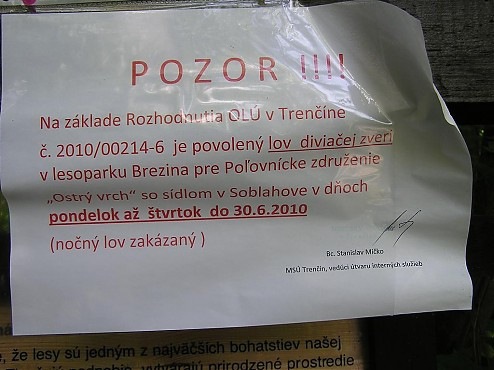 POZOR !!!!
Na základe Rozhodnutia OLÚ v Trenčíne
č. 2010/00214-6 je povolený lov diviačej zveri
v lesoparku Brezina pre Poľovnícke združenie
„Ostrý vrch" so sídlom v Soblahove v dňoch
pondelok až štvrtok do 30.6.2010
(nočný lov zakázaný )
Bc. Stanislav Mičko
MSÚ Trenčín, vedúci útvaru interných služieb
, že lesy sú jedným z najväčších bohatstiev našej
vytvárajú prirodzené prostredie